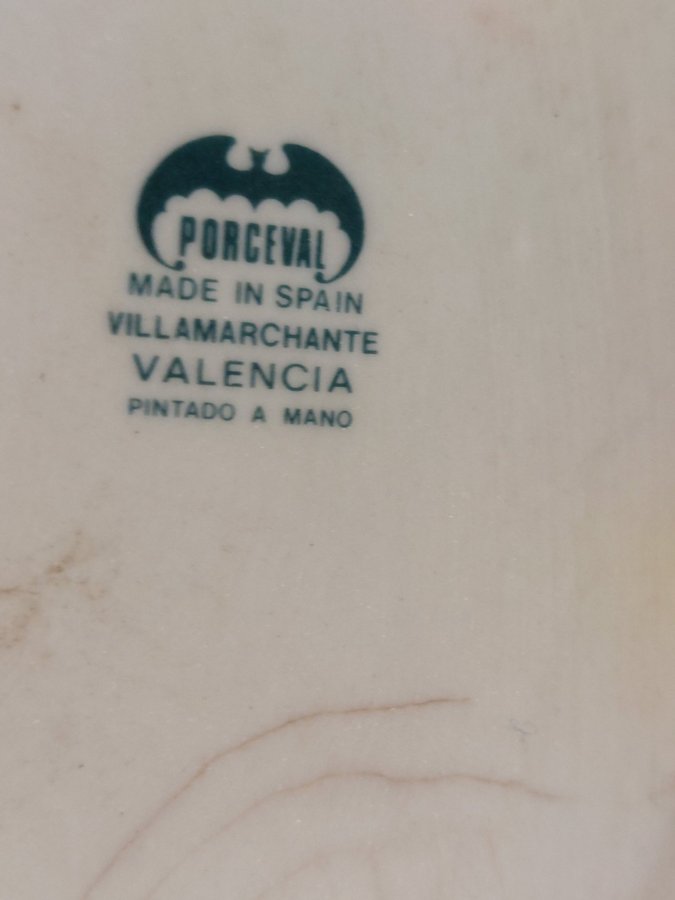 PORCEVAL
MADE IN SPAIN
VILLAMARCHANTE
VALENCIA
PINTADO A MANO